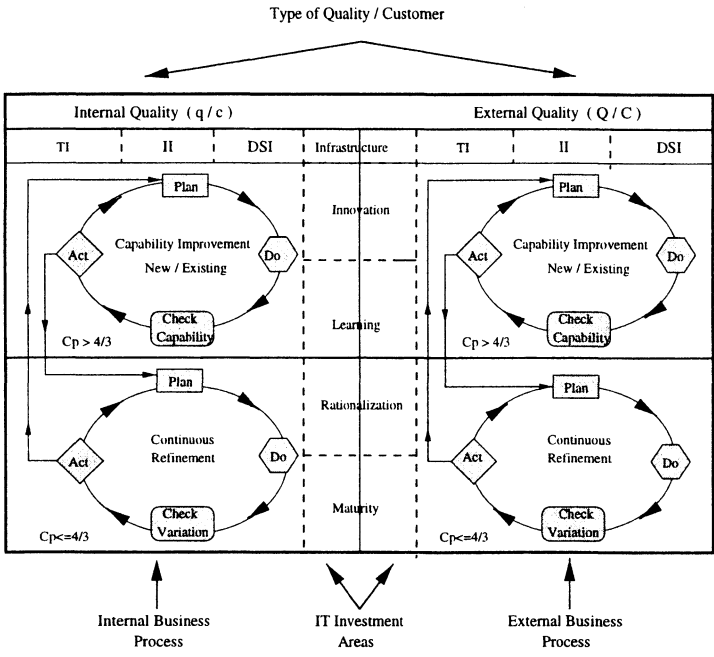 Type of Quality / Customer
Internal Quality ( q / c )
External Quality ( Q / C )
TI
II
DSI
Infrastructure
TI
II
DSI
Plan
Innovation
Plan
Act
Capability Improvement
New / Existing
Do
Act
Capability Improvement
New / Existing
Do
Check
Capability
Learning
Check
Capability
Cp > 4/3
Cp > 4/3
Plan
Rationalization
Plan
Act
Continuous
Refinement
Do
Act
Continuous
Refinement
Do
Check
Variation
Maturity
Check
Variation
Cp<=4/3
Cp<=4/3
Internal Business
Process
IT Investment
Areas
External Business
Process